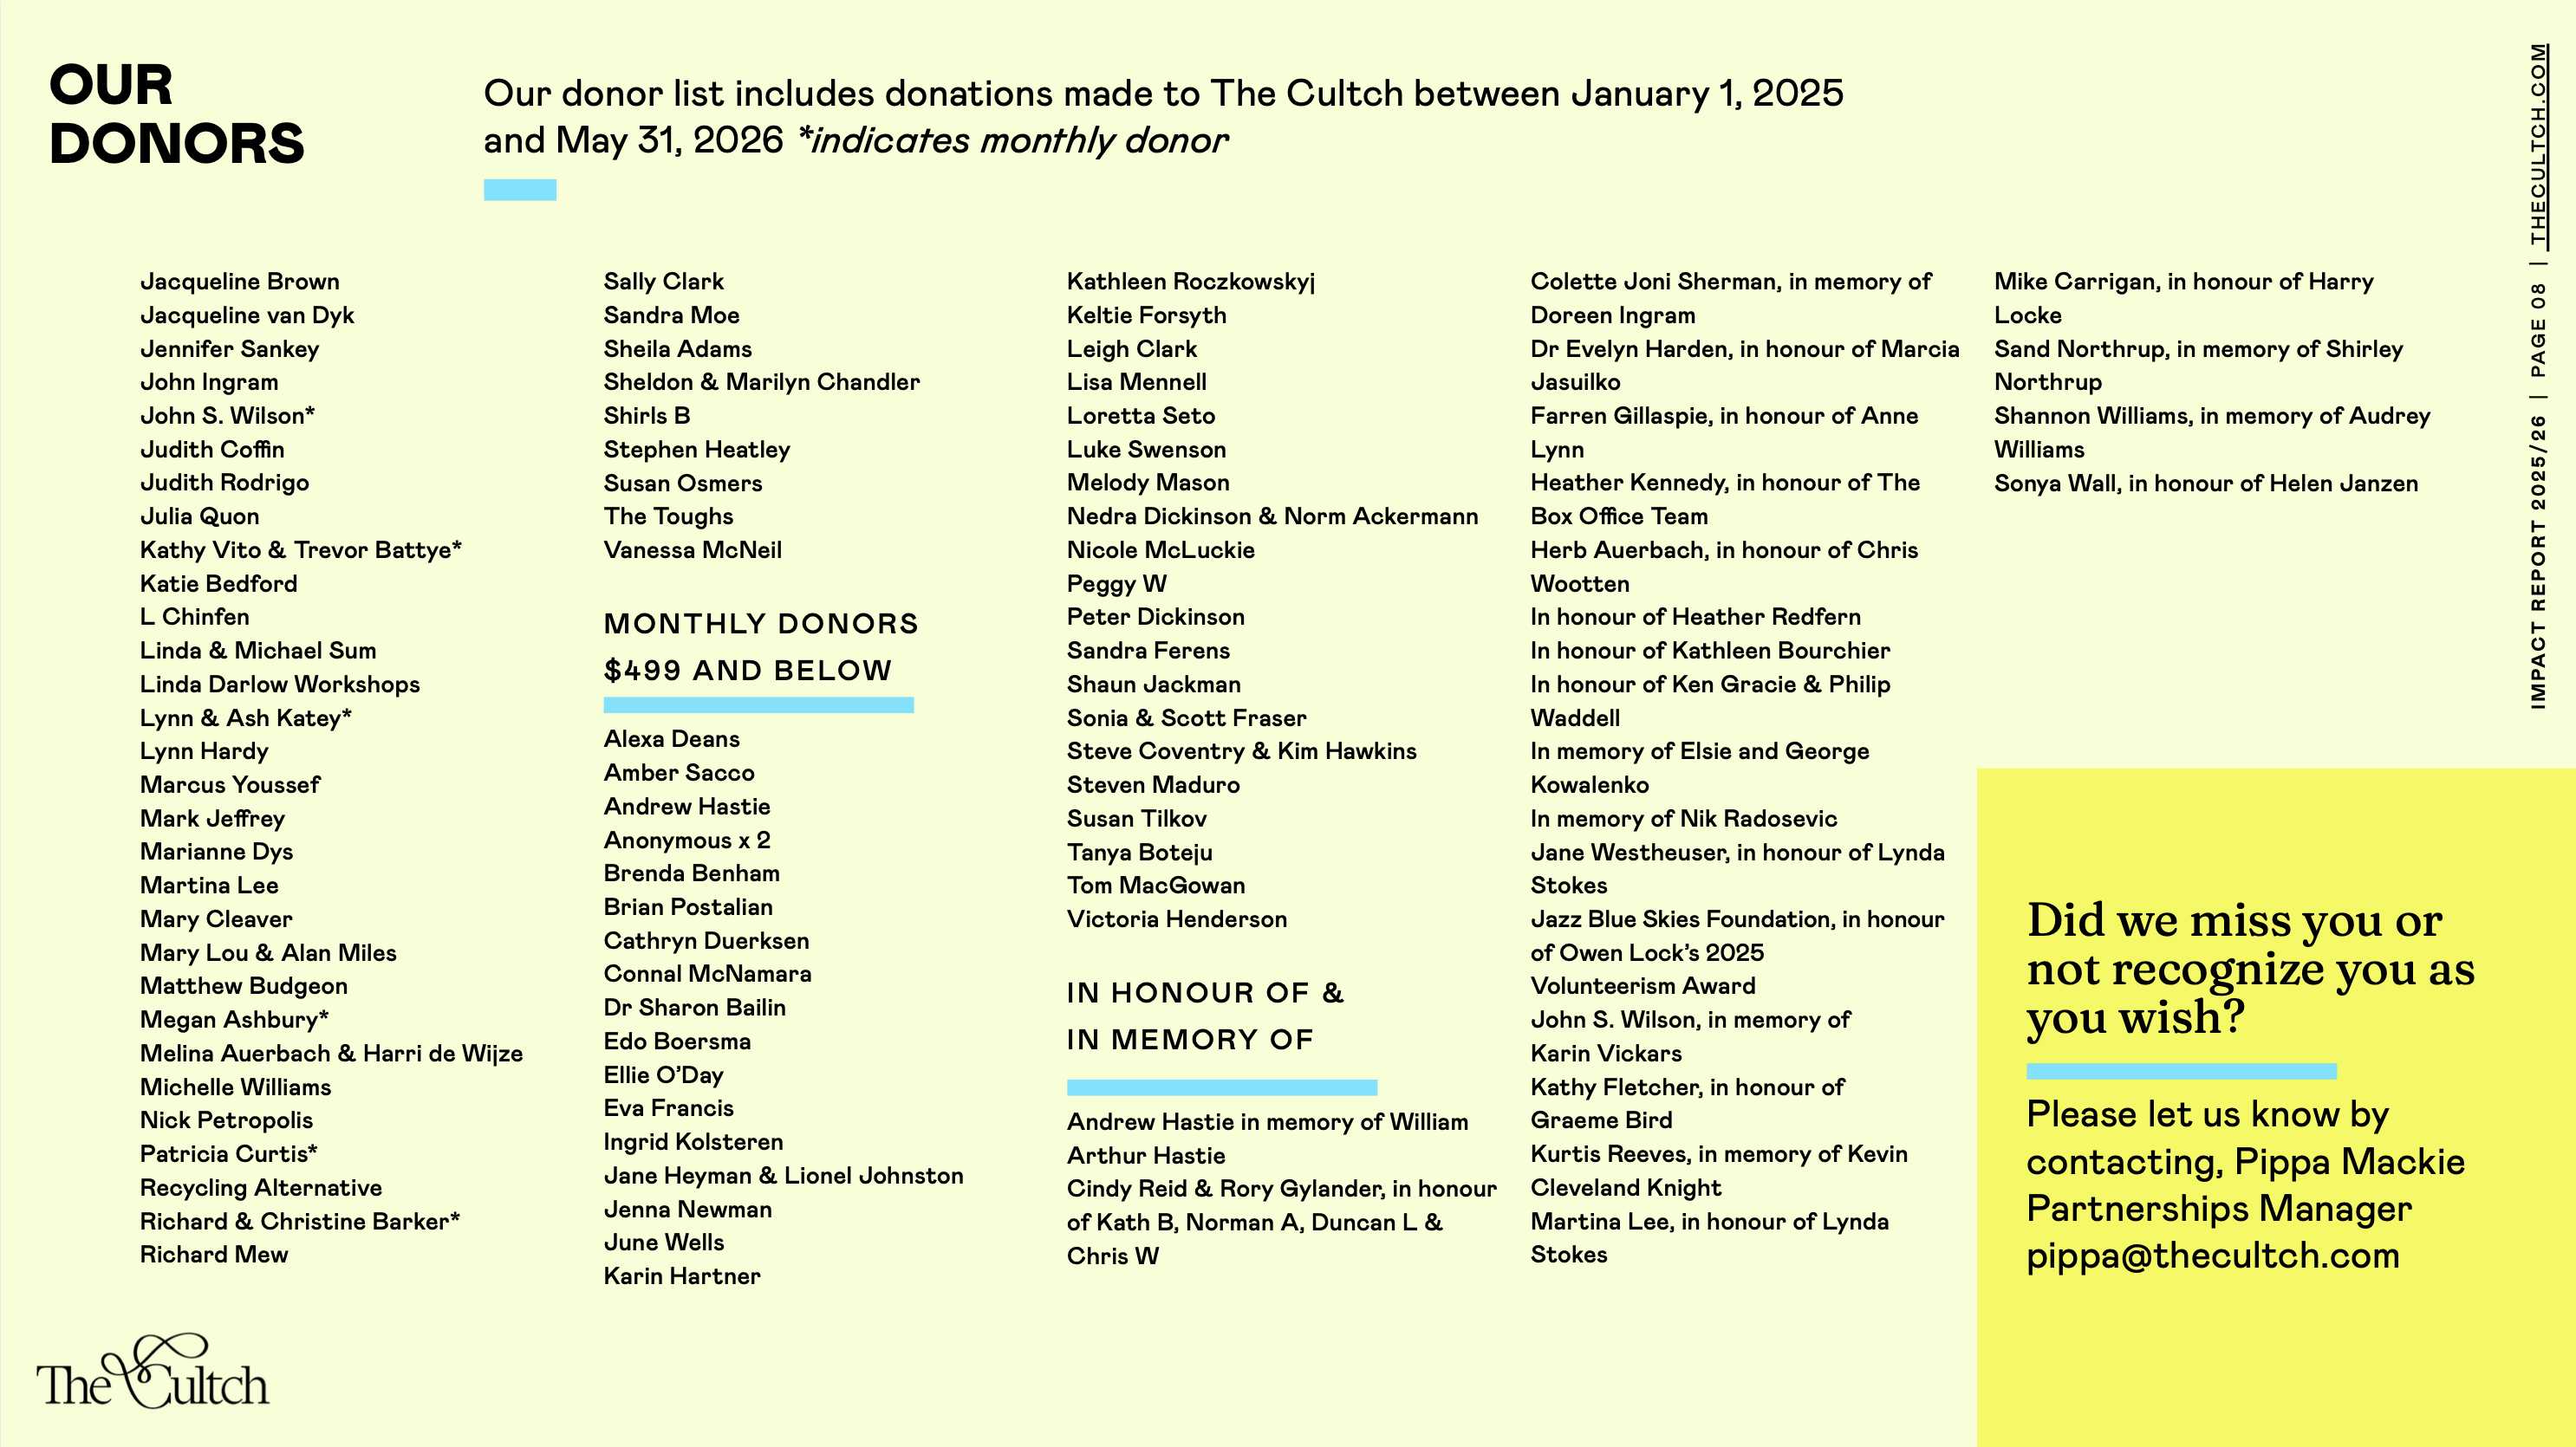 OUR
DONORS
Our donor list includes donations made to The Cultch between January 1, 2025
and May 31, 2026 *indicates monthly donor
Jacqueline Brown
Jacqueline van Dyk
Jennifer Sankey
John Ingram
John S. Wilson*
Judith Coffin
Judith Rodrigo
Julia Quon
Kathy Vito & Trevor Battye*
Katie Bedford
L Chinfen
Linda & Michael Sum
Linda Darlow Workshops
Lynn & Ash Katey*
Lynn Hardy
Marcus Youssef
Mark Jeffrey
Marianne Dys
Martina Lee
Mary Cleaver
Mary Lou & Alan Miles
Matthew Budgeon
Megan Ashbury*
Melina Auerbach & Harri de Wijze
Michelle Williams
Nick Petropolis
Patricia Curtis*
Recycling Alternative
Richard & Christine Barker*
Richard Mew
Sally Clark
Sandra Moe
Sheila Adams
Sheldon & Marilyn Chandler
Shirls B
Stephen Heatley
Susan Osmers
The Toughs
Vanessa McNeil
MONTHLY DONORS
$499 AND BELOW
Alexa Deans
Amber Sacco
Andrew Hastie
Anonymous x 2
Brenda Benham
Brian Postalian
Cathryn Duerksen
Connal McNamara
Dr Sharon Bailin
Edo Boersma
Ellie O’Day
Eva Francis
Ingrid Kolsteren
Jane Heyman & Lionel Johnston
Jenna Newman
June Wells
Karin Hartner
Kathleen Roczkowskyj
Keltie Forsyth
Leigh Clark
Lisa Mennell
Loretta Seto
Luke Swenson
Melody Mason
Nedra Dickinson & Norm Ackermann
Nicole McLuckie
Peggy W
Peter Dickinson
Sandra Ferens
Shaun Jackman
Sonia & Scott Fraser
Steve Coventry & Kim Hawkins
Steven Maduro
Susan Tilkov
Tanya Boteju
Tom MacGowan
Victoria Henderson
IN HONOUR OF &
IN MEMORY OF
Andrew Hastie in memory of William
Arthur Hastie
Cindy Reid & Rory Gylander, in honour
of Kath B, Norman A, Duncan L &
Chris W
Colette Joni Sherman, in memory of
Doreen Ingram
Dr Evelyn Harden, in honour of Marcia
Jasuilko
Farren Gillaspie, in honour of Anne
Lynn
Heather Kennedy, in honour of The
Box Office Team
Herb Auerbach, in honour of Chris
Wootten
In honour of Heather Redfern
In honour of Kathleen Bourchier
In honour of Ken Gracie & Philip
Waddell
In memory of Elsie and George
Kowalenko
In memory of Nik Radosevic
Jane Westheuser, in honour of Lynda
Stokes
Jazz Blue Skies Foundation, in honour
of Owen Lock’s 2025
Volunteerism Award
John S. Wilson, in memory of
Karin Vickars
Kathy Fletcher, in honour of
Graeme Bird
Kurtis Reeves, in memory of Kevin
Cleveland Knight
Martina Lee, in honour of Lynda
Stokes
Mike Carrigan, in honour of Harry
Locke
Sand Northrup, in memory of Shirley
Northrup
Shannon Williams, in memory of Audrey
Williams
Sonya Wall, in honour of Helen Janzen
Did we miss you or
not recognize you as
you wish?
Please let us know by
contacting, Pippa Mackie
Partnerships Manager
pippa@thecultch.com
IMPACT REPORT 2025/26 | PAGE 08 | THECULTCH.COM
The Cultch